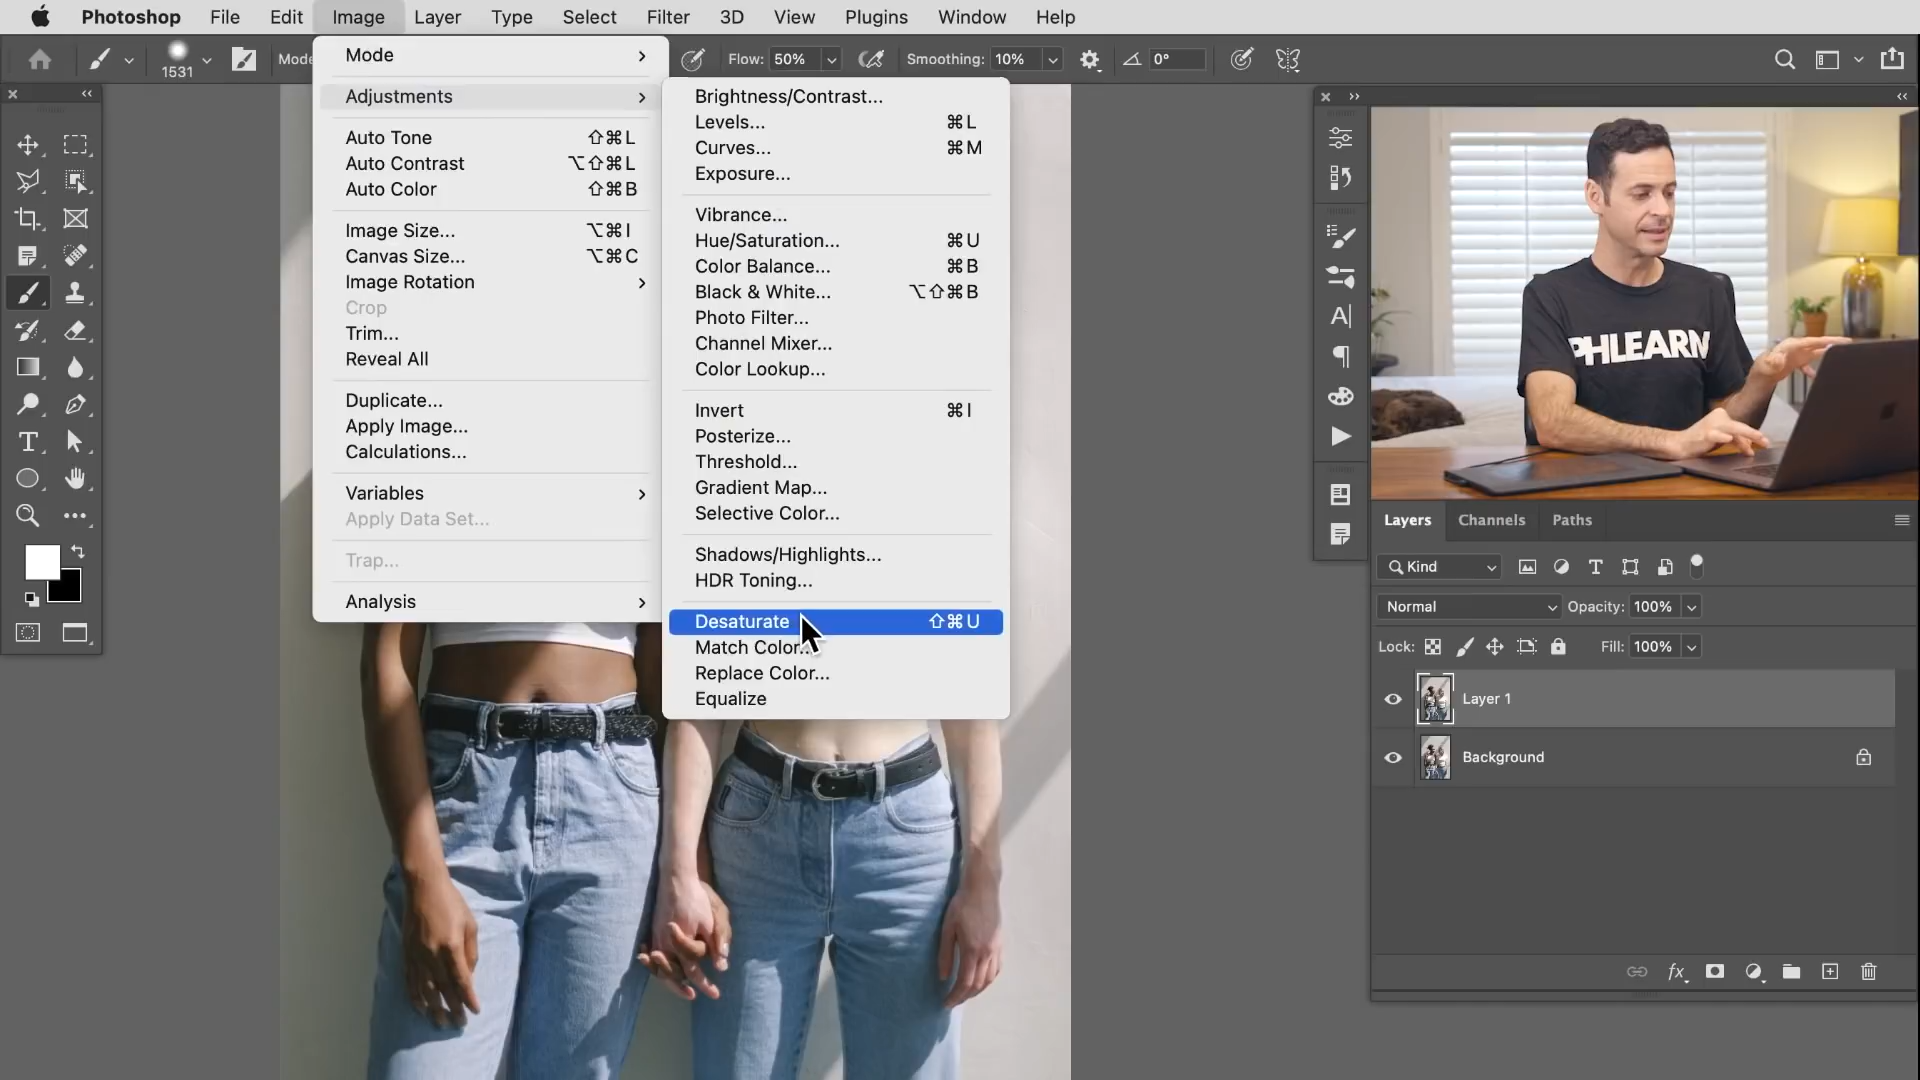 Photoshop File Edit Image Layer Type Select Filter 3D View Plugins Window Help
1531 Mode Flow: 50% Smoothing: 10% 0°
Mode
Adjustments
Auto Tone ⇧⌘L
Auto Contrast ⌥⇧⌘L
Auto Color ⇧⌘B
Image Size... ⌥⌘I
Canvas Size... ⌥⌘C
Image Rotation
Crop
Trim...
Reveal All
Duplicate...
Apply Image...
Calculations...
Variables
Apply Data Set...
Trap...
Analysis
Brightness/Contrast...
Levels... ⌘L
Curves... ⌘M
Exposure...
Vibrance...
Hue/Saturation... ⌘U
Color Balance... ⌘B
Black & White... ⌥⇧⌘B
Photo Filter...
Channel Mixer...
Color Lookup...
Invert ⌘I
Posterize...
Threshold...
Gradient Map...
Selective Color...
Shadows/Highlights...
HDR Toning...
Desaturate ⇧⌘U
Match Color...
Replace Color...
Equalize
PHLEARN
Layers Channels Paths
Kind
Normal Opacity: 100%
Lock: Fill: 100%
Layer 1
Background
fx